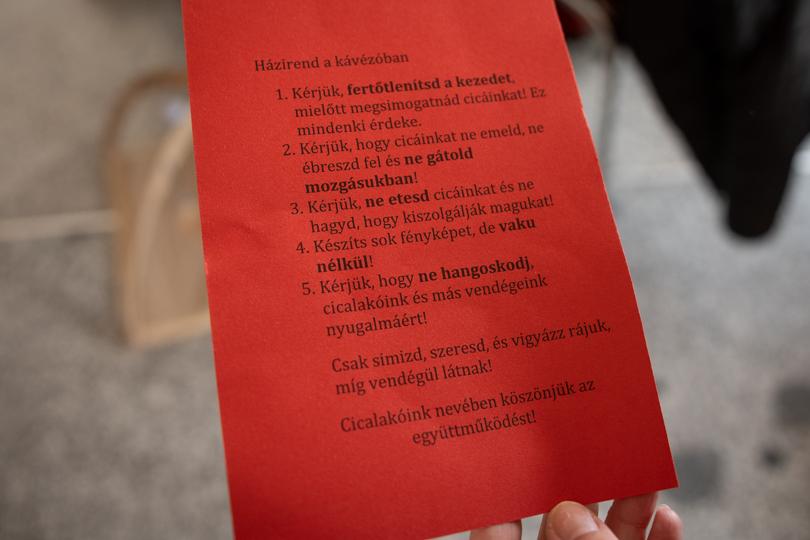 Házirend a kávézóban
1. Kérjük, fertőtlenítsd a kezedet,
mielőtt megsimogatnád cicáinkat! Ez
mindenki érdeke.
2. Kérjük, hogy cicáinkat ne emeld, ne
ébreszd fel és ne gátold
mozgásukban!
3. Kérjük, ne etesd cicáinkat és ne
hagyd, hogy kiszolgálják magukat!
4. Készíts sok fényképet, de vaku
nélkül!
5. Kérjük, hogy ne hangoskodj,
cicalakóink és más vendégeink
nyugalmáért!
Csak simizd, szeresd, és vigyázz rájuk,
míg vendégül látnak!
Cicalakóink nevében köszönjük az
együttműködést!